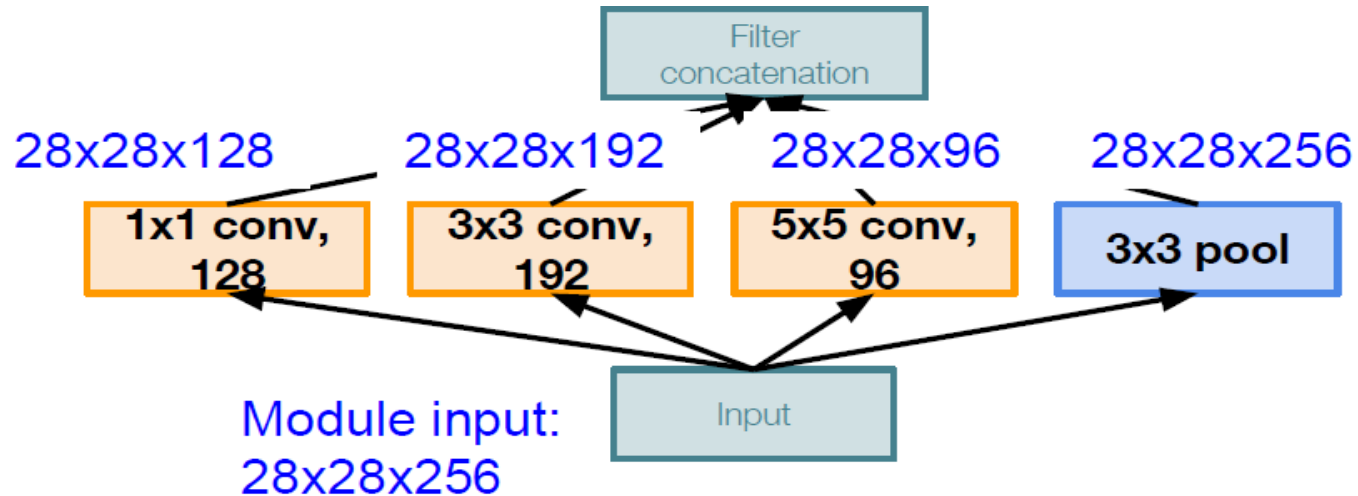 Filter
concatenation
28x28x128
28x28x192
28x28x96
28x28x256
1x1 conv,
128
3x3 conv,
192
5x5 conv,
96
3x3 pool
Input
Module input:
28x28x256